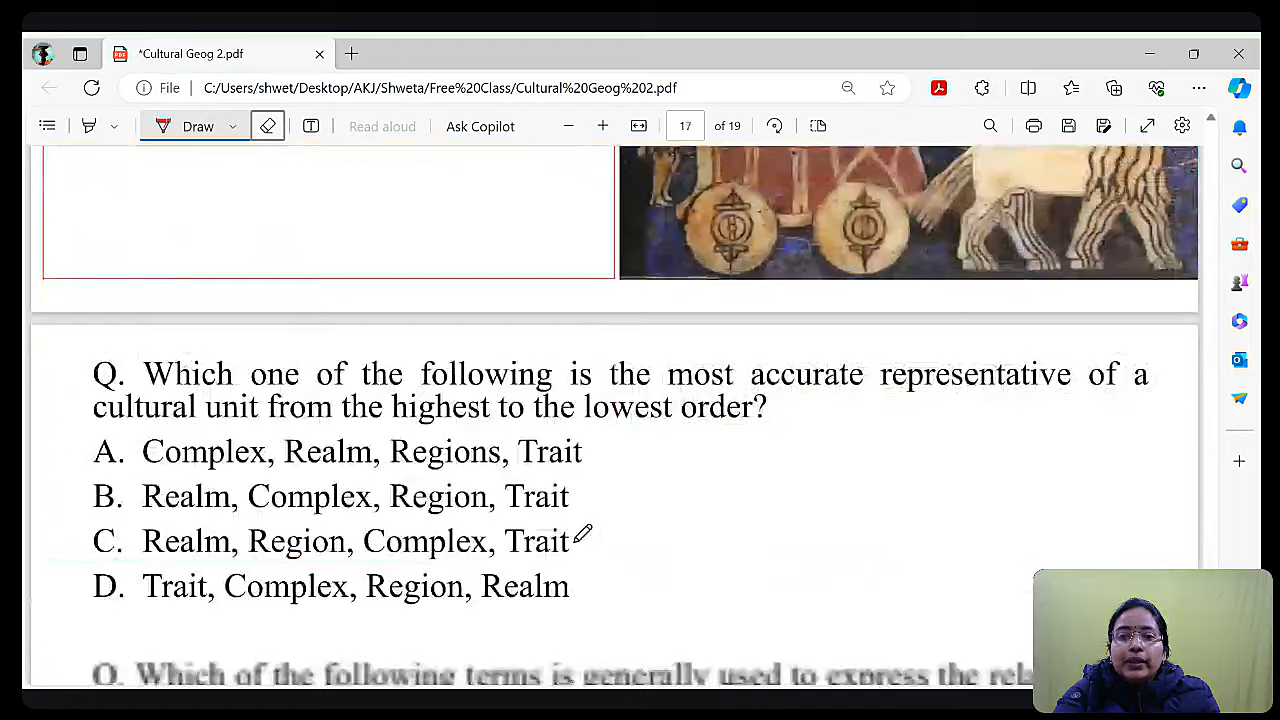 *Cultural Geog 2.pdf
File C:/Users/shwet/Desktop/AKJ/Shweta/Free%20Class/Cultural%20Geog%202.pdf
Draw Read aloud Ask Copilot 17 of 19
Q. Which one of the following is the most accurate representative of a
cultural unit from the highest to the lowest order?
A. Complex, Realm, Regions, Trait
B. Realm, Complex, Region, Trait
C. Realm, Region, Complex, Trait
D. Trait, Complex, Region, Realm
Q. Which of the following terms is generally used to express the